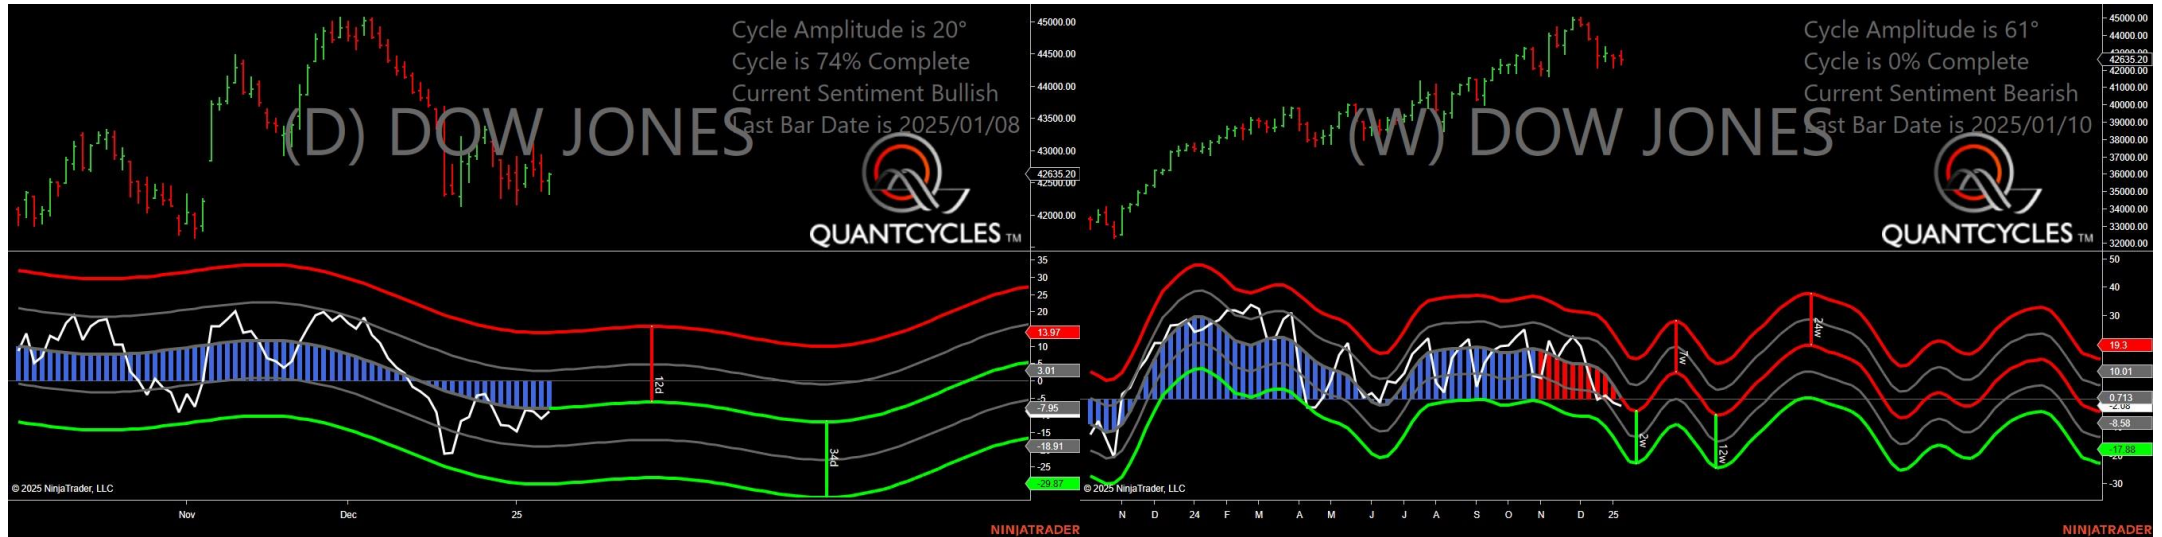 Cycle Amplitude is 20°
Cycle is 74% Complete
Current Sentiment Bullish
Last Bar Date is 2025/01/08
(D) DOW JONES
QUANTCYCLES TM
45000.00
44500.00
44000.00
43500.00
43000.00
42635.20
42500.00
42000.00
35
30
25
20
13.97
10
5
3.01
0
-5
-7.95
-15
-18.91
-25
-29.87
12d
34d
© 2025 NinjaTrader, LLC
Nov
Dec
25
NINJATRADER
Cycle Amplitude is 61°
Cycle is 0% Complete
Current Sentiment Bearish
Last Bar Date is 2025/01/10
(W) DOW JONES
QUANTCYCLES TM
45000.00
44000.00
42635.20
42000.00
41000.00
40000.00
39000.00
38000.00
37000.00
36000.00
35000.00
34000.00
33000.00
32000.00
50
40
30
19.3
10.01
0.713
-2.08
-8.58
-17.88
-20
-30
2w
7w
12w
24w
© 2025 NinjaTrader, LLC
N D 24 F M A M J J A S O N D 25
NINJATRADER